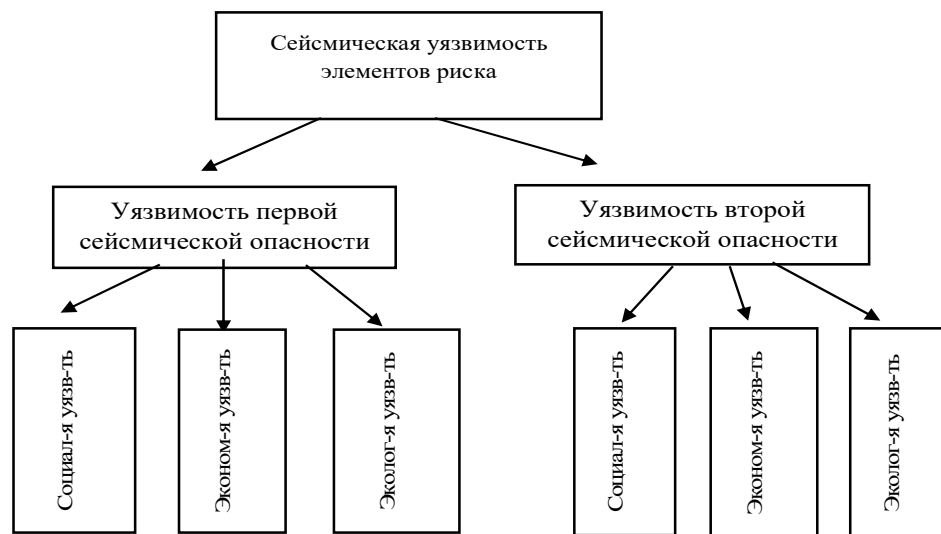 Сейсмическая уязвимость
элементов риска
Уязвимость первой
сейсмической опасности
Уязвимость второй
сейсмической опасности
Социал-я уязв-ть
Эконом-я уязв-ть
Эколог-я уязв-ть
Социал-я уязв-ть
Эконом-я уязв-ть
Эколог-я уязв-ть